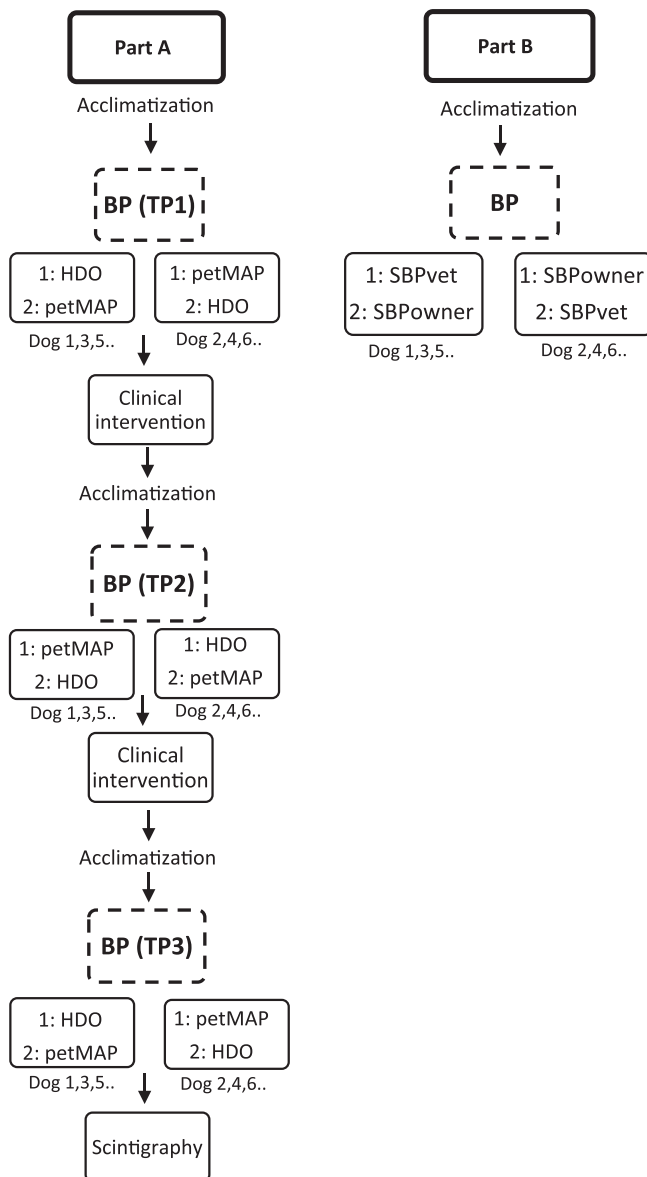 Part A
Acclimatization
BP (TP1)
1: HDO
2: petMAP
Dog 1,3,5..
1: petMAP
2: HDO
Dog 2,4,6..
Clinical
intervention
Acclimatization
BP (TP2)
1: petMAP
2: HDO
Dog 1,3,5..
1: HDO
2: petMAP
Dog 2,4,6..
Clinical
intervention
Acclimatization
BP (TP3)
1: HDO
2: petMAP
Dog 1,3,5..
1: petMAP
2: HDO
Dog 2,4,6..
Scintigraphy
Part B
Acclimatization
BP
1: SBPvet
2: SBPowner
Dog 1,3,5..
1: SBPowner
2: SBPvet
Dog 2,4,6..